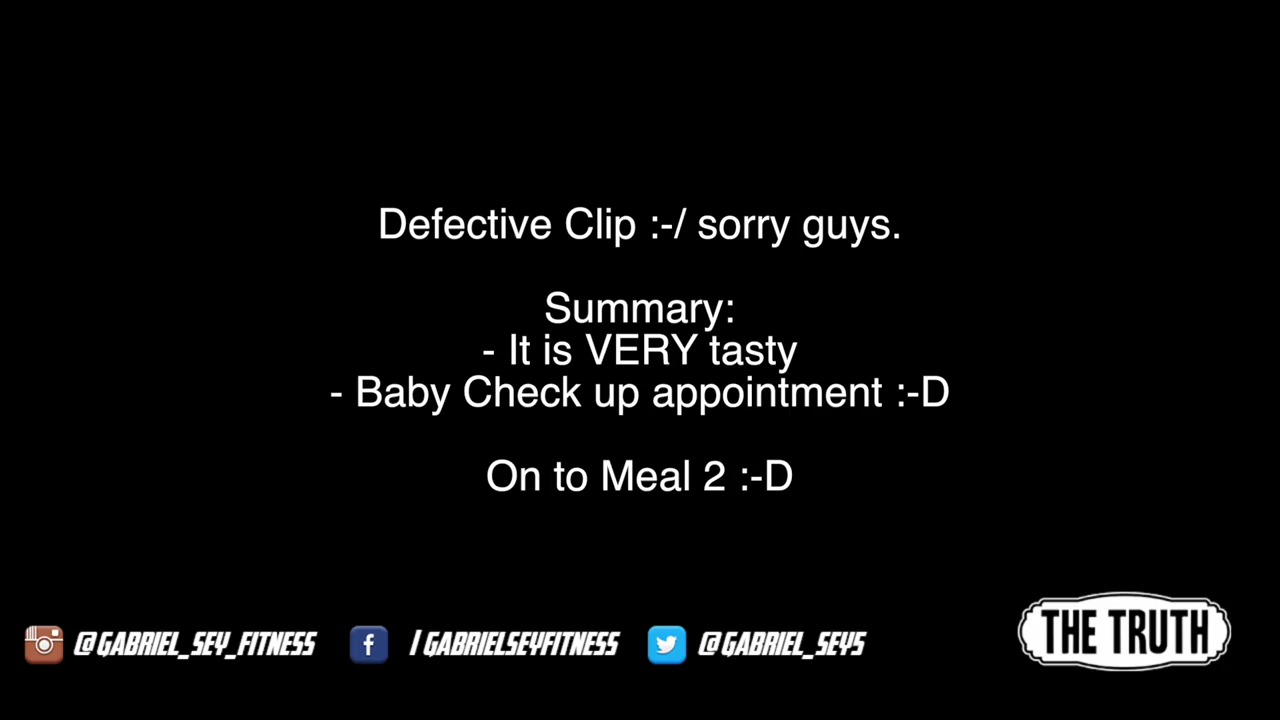 Defective Clip :-/ sorry guys.
Summary:
- It is VERY tasty
- Baby Check up appointment :-D
On to Meal 2 :-D
@GABRIEL_SEY_FITNESS f /GABRIELSEYFITNESS @GABRIEL_SEYS
THE TRUTH